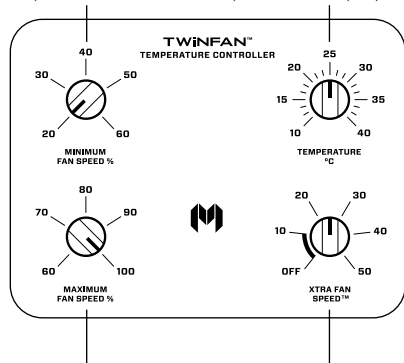 TWiNFAN™
TEMPERATURE CONTROLLER
40
30
50
20
60
MINIMUM
FAN SPEED %
25
20
30
15
35
10
40
TEMPERATURE
ºC
80
70
90
60
100
MAXIMUM
FAN SPEED %
20
30
10
40
OFF
50
XTRA FAN
SPEED™